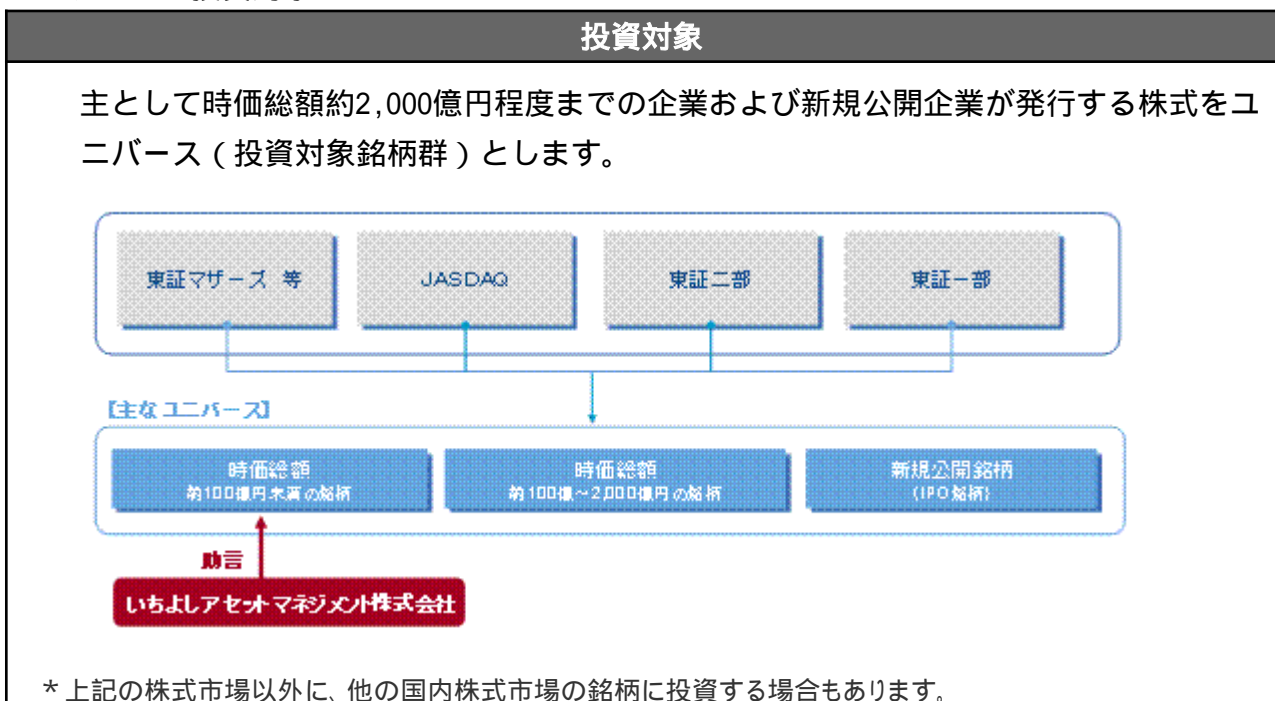 投資対象
主として時価総額約2,000億円程度までの企業および新規公開企業が発行する株式をユ
ニバース（投資対象銘柄群）とします。
東証マザーズ 等
JASDAQ
東証二部
東証一部
【主なユニバース】
時価総額
約100億円未満の銘柄
時価総額
約100億～2,000億円の銘柄
新規公開銘柄
(IPO銘柄)
助言
いちよしアセットマネジメント株式会社
*上記の株式市場以外に、他の国内株式市場の銘柄に投資する場合もあります。